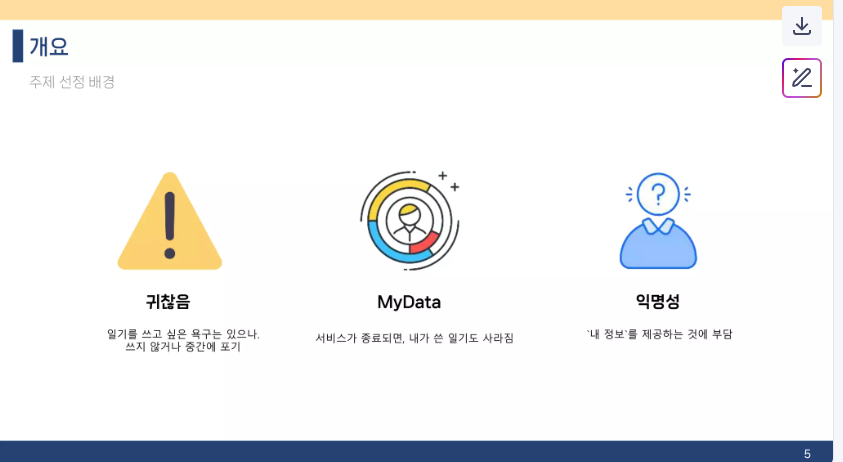 개요
주제 선정 배경
귀찮음
MyData
익명성
일기를 쓰고 싶은 욕구는 있으나.
쓰지 않거나 중간에 포기
서비스가 종료되면, 내가 쓴 일기도 사라짐
`내 정보`를 제공하는 것에 부담
5